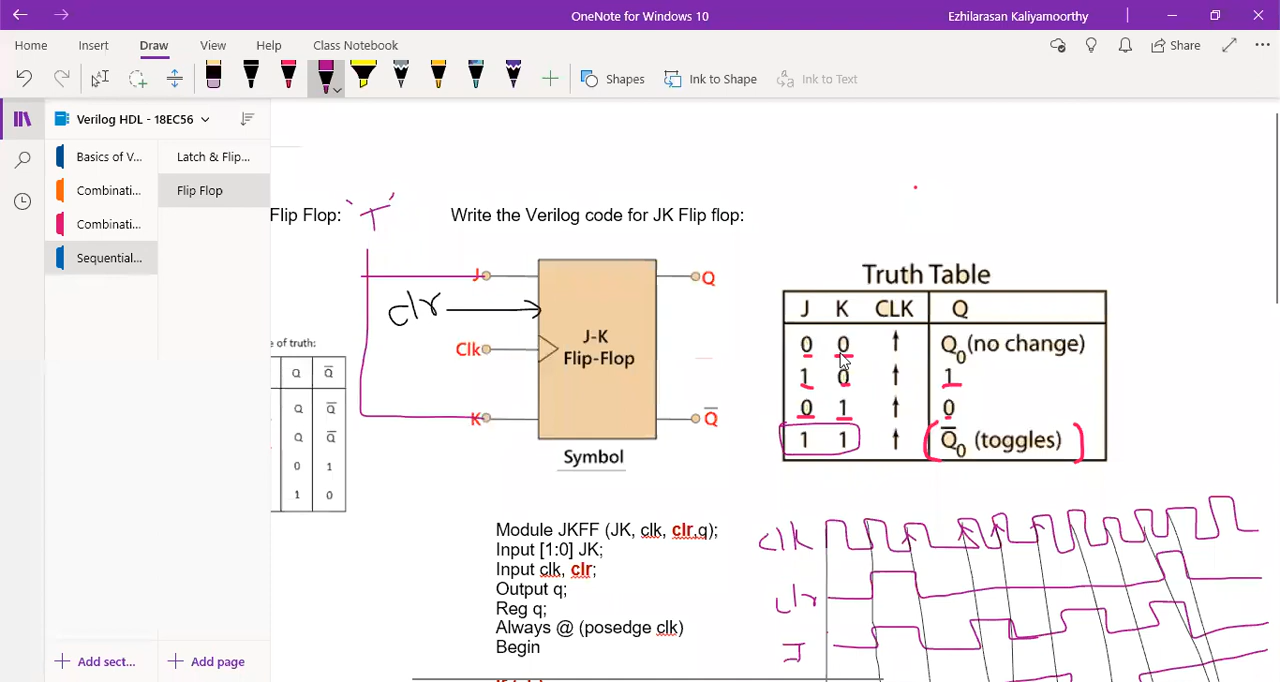 OneNote for Windows 10
Ezhilarasan Kaliyamoorthy
Home Insert Draw View Help Class Notebook
Share
Shapes Ink to Shape Ink to Text
Verilog HDL - 18EC56
Basics of V...
Combinati...
Combinati...
Sequential...
Latch & Flip...
Flip Flop
Add sect...
Add page
Flip Flop: 'T'
e of truth:
Q Q̅
Q Q̅
Q Q̅
0 1
1 0
Write the Verilog code for JK Flip flop:
J
clr
Clk
K
J-K
Flip-Flop
Q
Q̅
Symbol
Truth Table
J K CLK Q
0 0 ↑ Q₀ (no change)
1 0 ↑ 1
0 1 ↑ 0
1 1 ↑ Q̅₀ (toggles)
Module JKFF (JK, clk, clr,q);
Input [1:0] JK;
Input clk, clr;
Output q;
Reg q;
Always @ (posedge clk)
Begin
clk
clr
J